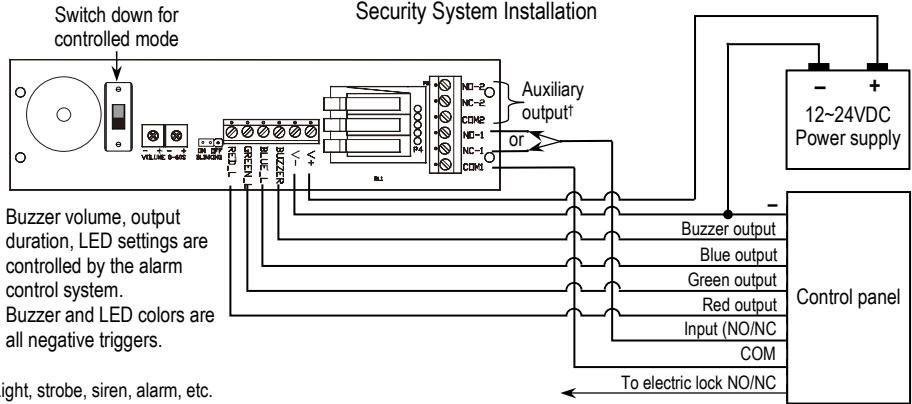 Security System Installation
Switch down for
controlled mode
NO-2
NC-2
COM2
NO-1
NC-1
COM1
Auxiliary
output†
or
– +
12~24VDC
Power supply
- + - +
VOLUME 0-60S
ON OFF
BLINKING
RED_L
GREEN_L
BLUE_L
BUZZER
V-
V+
P4
Buzzer volume, output
duration, LED settings are
controlled by the alarm
control system.
Buzzer and LED colors are
all negative triggers.
–
Buzzer output
Blue output
Green output
Red output
Input (NO/NC
COM
To electric lock NO/NC
Control panel
Light, strobe, siren, alarm, etc.